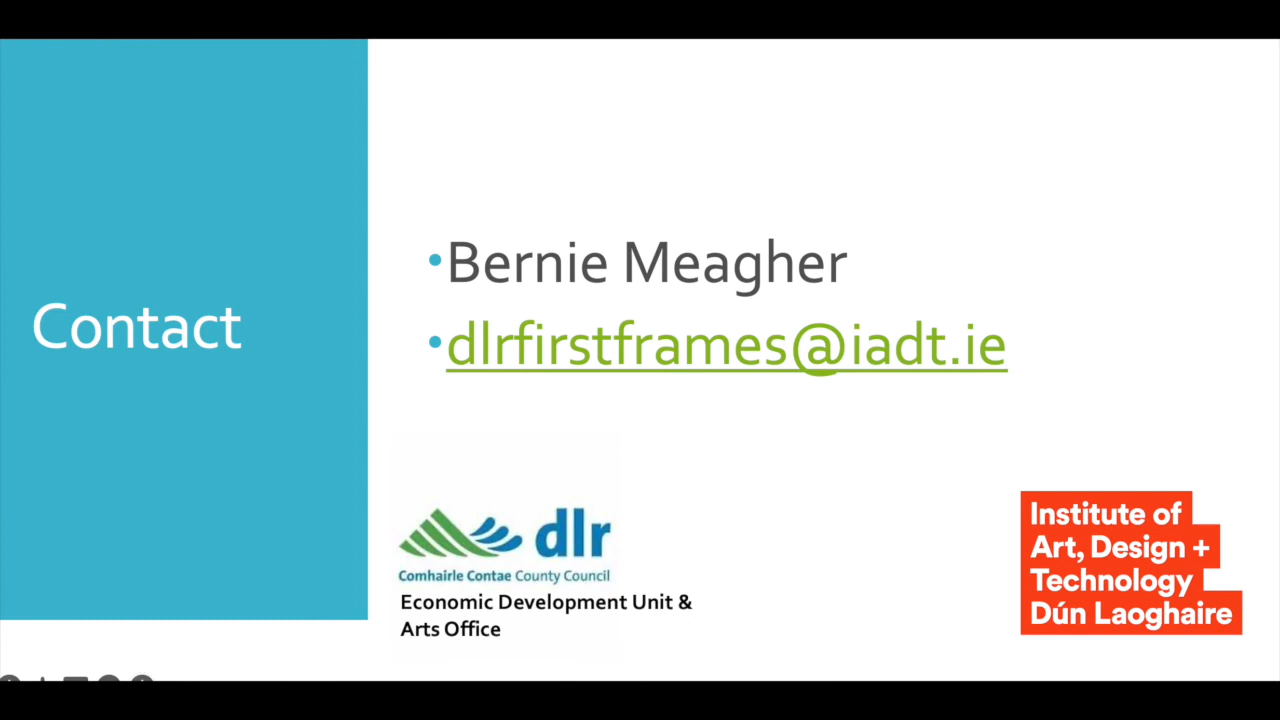 Contact
Bernie Meagher
dlrfirstframes@iadt.ie
dlr
Comhairle Contae County Council
Economic Development Unit &
Arts Office
Institute of
Art, Design +
Technology
Dún Laoghaire